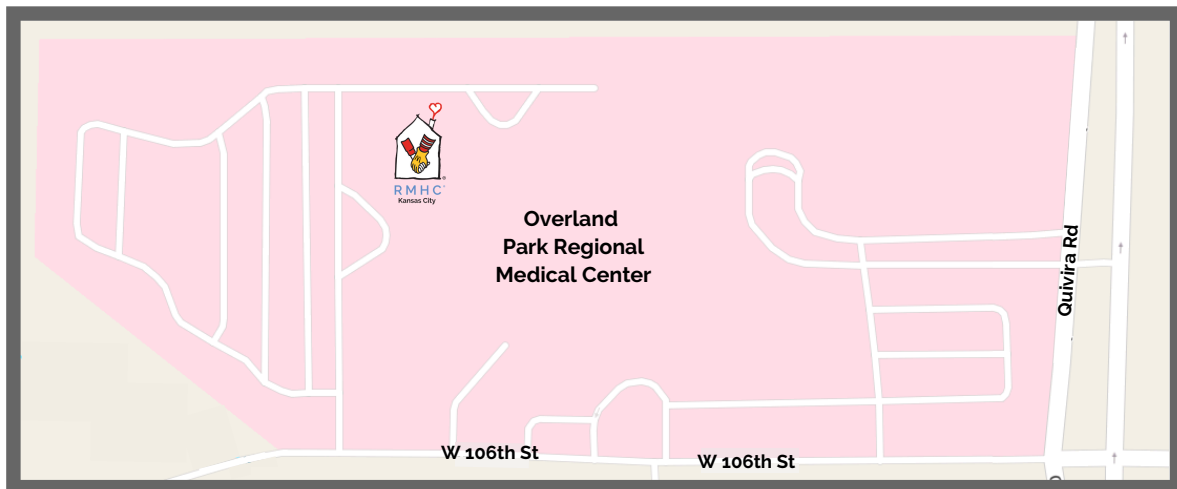 RMHC®
Kansas City
Overland
Park Regional
Medical Center
Quivira Rd
W 106th St
W 106th St